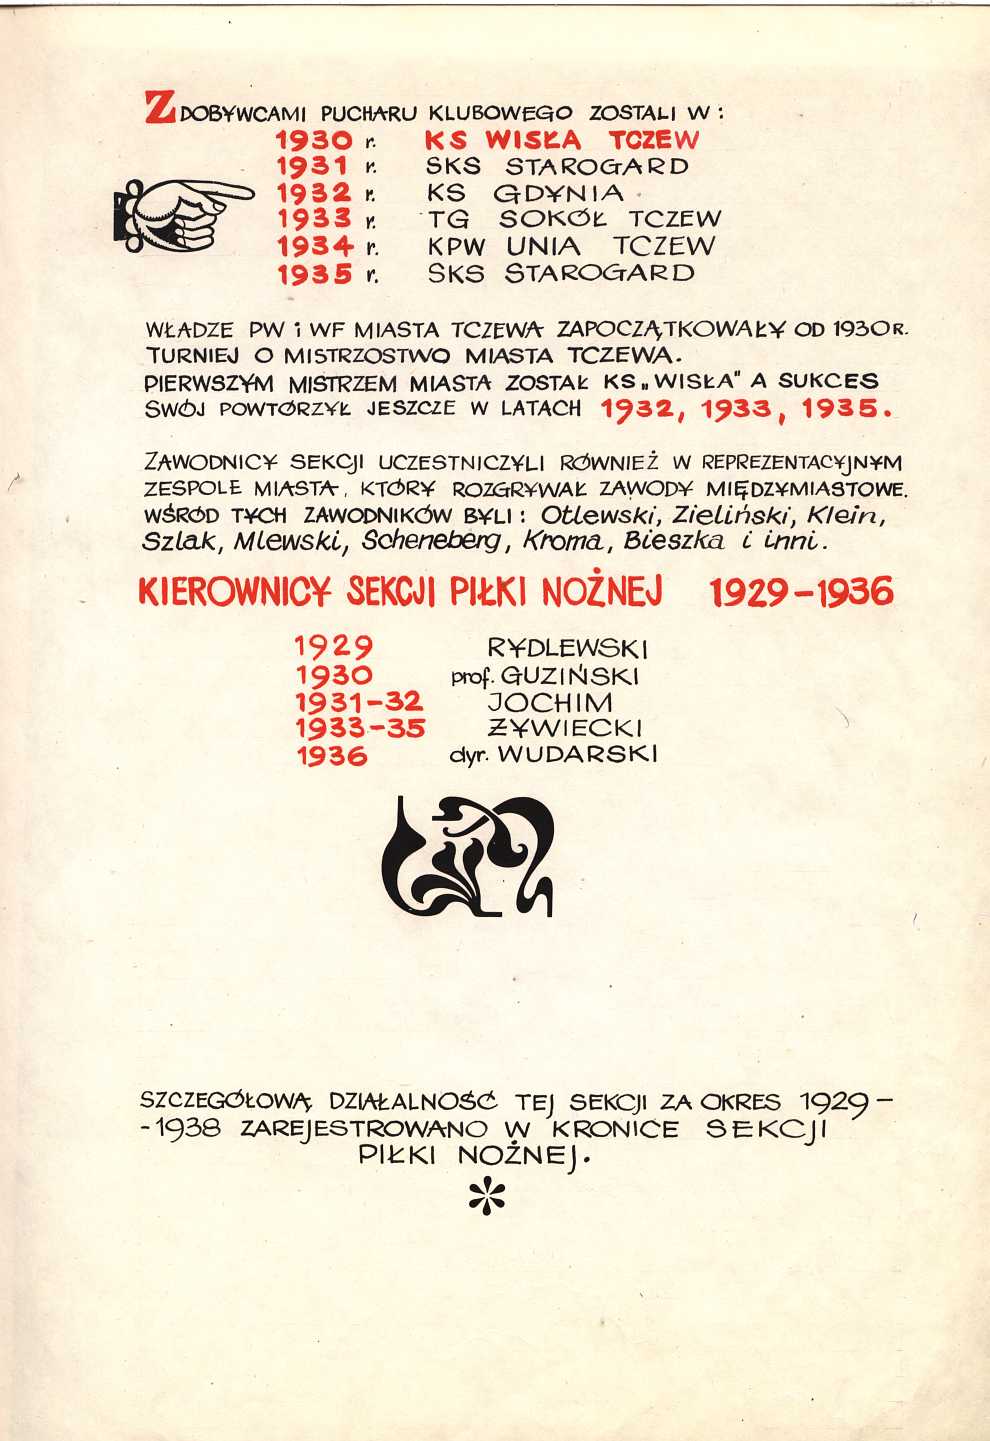 ZDOBYWCAMI PUCHARU KLUBOWEGO ZOSTALI W:
1930 r. KS WISŁA TCZEW
1931 r. SKS STAROGARD
1932 r. KS GDYNIA
1933 r. TG SOKÓŁ TCZEW
1934 r. KPW UNIA TCZEW
1935 r. SKS STAROGARD
WŁADZE PW i WF MIASTA TCZEWA ZAPOCZĄTKOWAŁY OD 1930R.
TURNIEJ O MISTRZOSTWO MIASTA TCZEWA.
PIERWSZYM MISTRZEM MIASTA ZOSTAŁ KS „WISŁA" A SUKCES
SWÓJ POWTÓRZYŁ JESZCZE W LATACH 1932, 1933, 1935.
ZAWODNICY SEKCJI UCZESTNICZYLI RÓWNIEŻ W REPREZENTACYJNYM
ZESPOLE MIASTA, KTÓRY ROZGRYWAŁ ZAWODY MIĘDZYMIASTOWE.
WŚRÓD TYCH ZAWODNIKÓW BYLI: Otlewski, Zieliński, Klein,
Szlak, Mlewski, Scheneberg, Kroma, Bieszka i inni.
KIEROWNICY SEKCJI PIŁKI NOŻNEJ 1929-1936
1929 RYDLEWSKI
1930 prof. GUZIŃSKI
1931-32 JOCHIM
1933-35 ŻYWIECKI
1936 dyr. WUDARSKI
SZCZEGÓŁOWĄ DZIAŁALNOŚĆ TEJ SEKCJI ZA OKRES 1929-
-1938 ZAREJESTROWANO W KRONICE SEKCJI
PIŁKI NOŻNEJ.